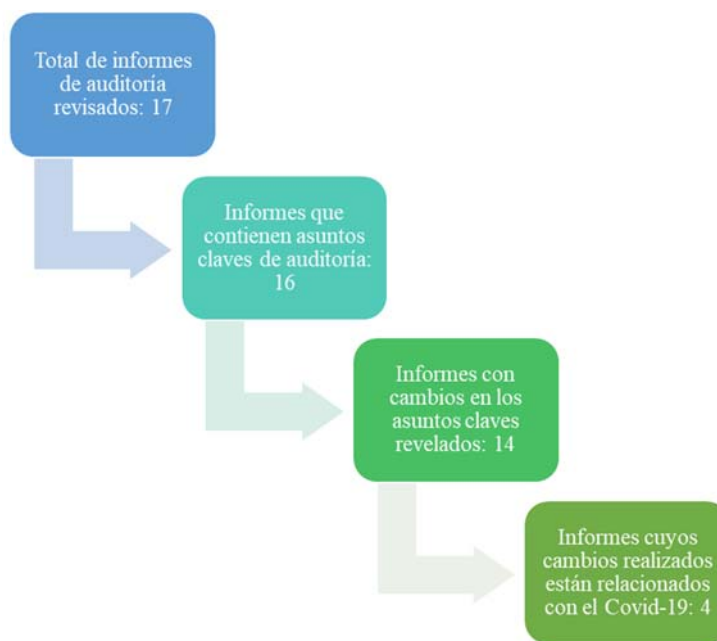 Total de informes
de auditoría
revisados: 17
Informes que
contienen asuntos
claves de auditoría:
16
Informes con
cambios en los
asuntos claves
revelados: 14
Informes cuyos
cambios realizados
están relacionados
con el Covid-19: 4